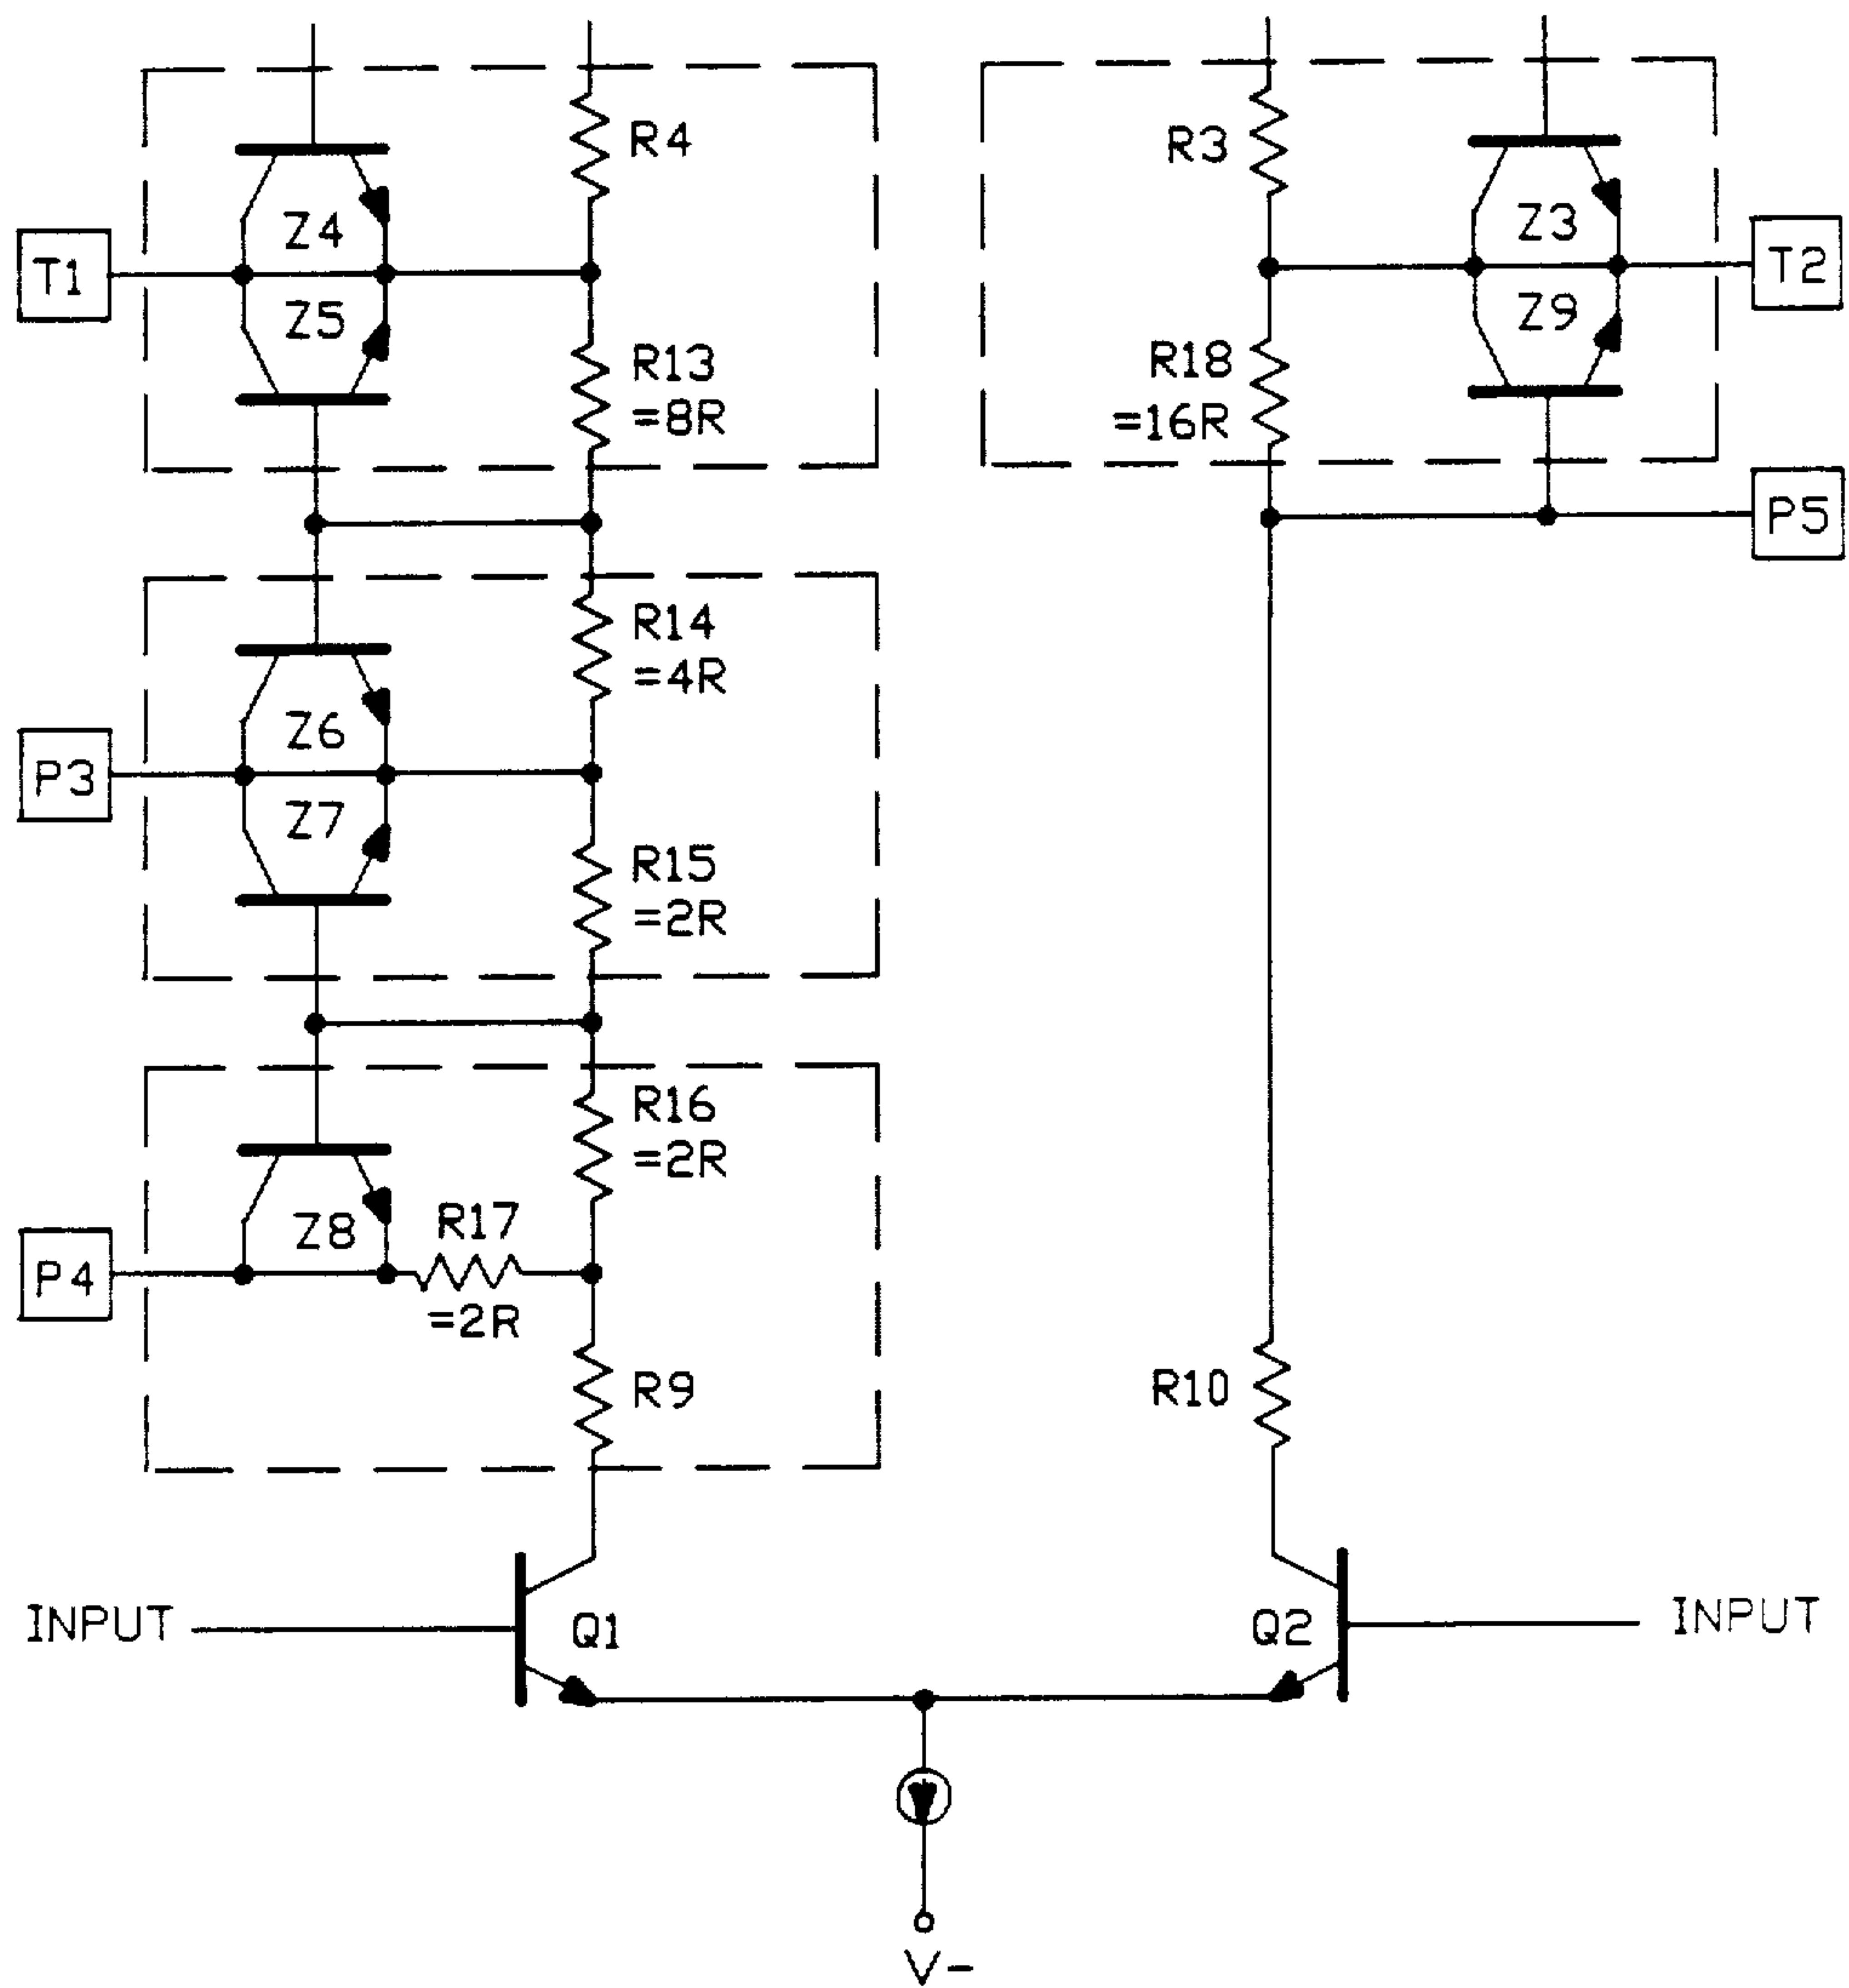 R4
R3
Z4
Z3
T1
T2
Z5
Z9
R13
=8R
R18
=16R
P5
R14
=4R
Z6
P3
Z7
R15
=2R
R16
=2R
R17
Z8
P4
=2R
R9
R10
INPUT
Q1
Q2
INPUT
V-